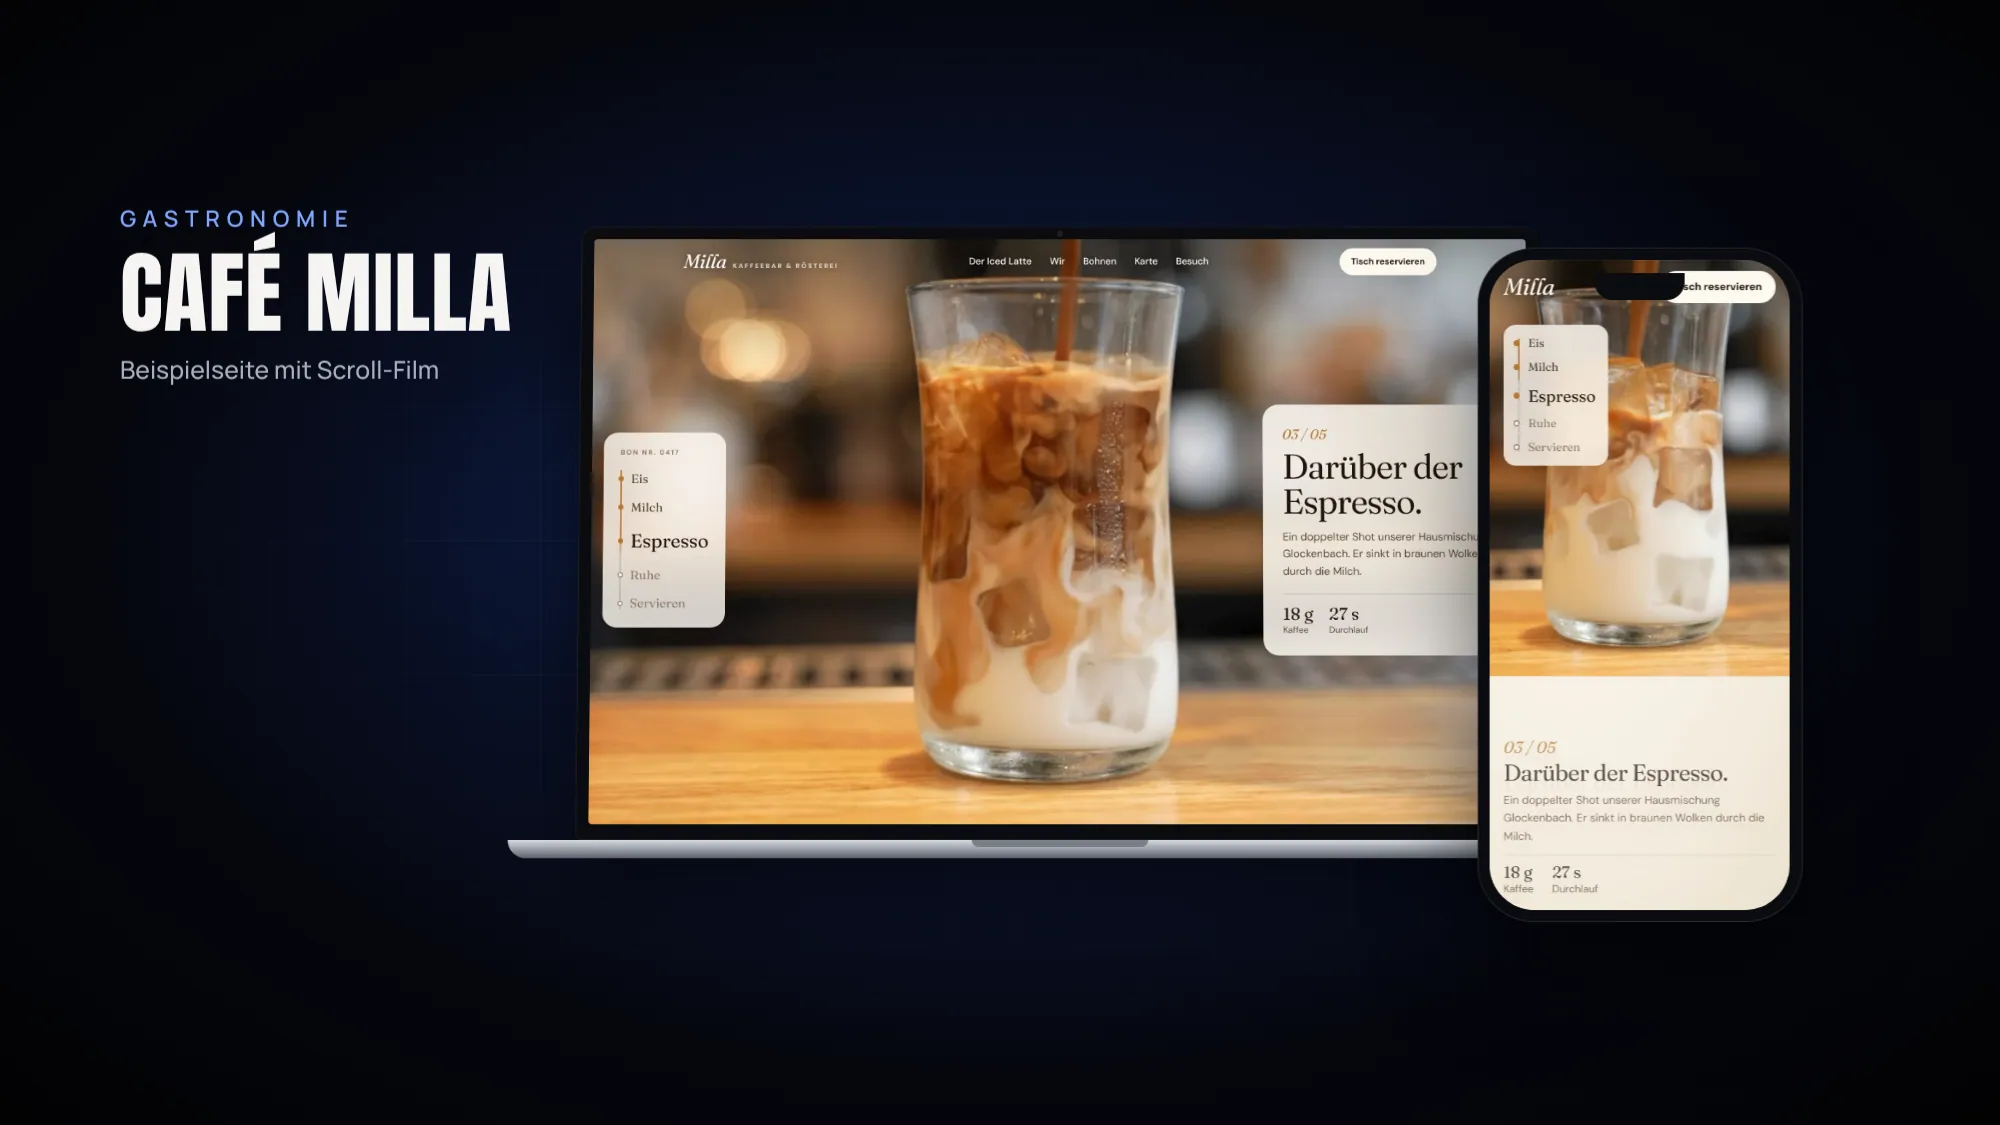 GASTRONOMIE
CAFÉ MILLA
Beispielseite mit Scroll-Film
Milla KAFFEEBAR & RÖSTEREI
Der Iced Latte Wir Bohnen Karte Besuch
Tisch reservieren
BON NR. 0417
Eis
Milch
Espresso
Ruhe
Servieren
03 / 05
Darüber der
Espresso.
Ein doppelter Shot unserer Hausmischu
Glockenbach. Er sinkt in braunen Wolke
durch die Milch.
18 g 27 s
Kaffee Durchlauf
Milla
sch reservieren
Eis
Milch
Espresso
Ruhe
Servieren
03 / 05
Darüber der Espresso.
Ein doppelter Shot unserer Hausmischung
Glockenbach. Er sinkt in braunen Wolken durch die
Milch.
18 g 27 s
Kaffee Durchlauf